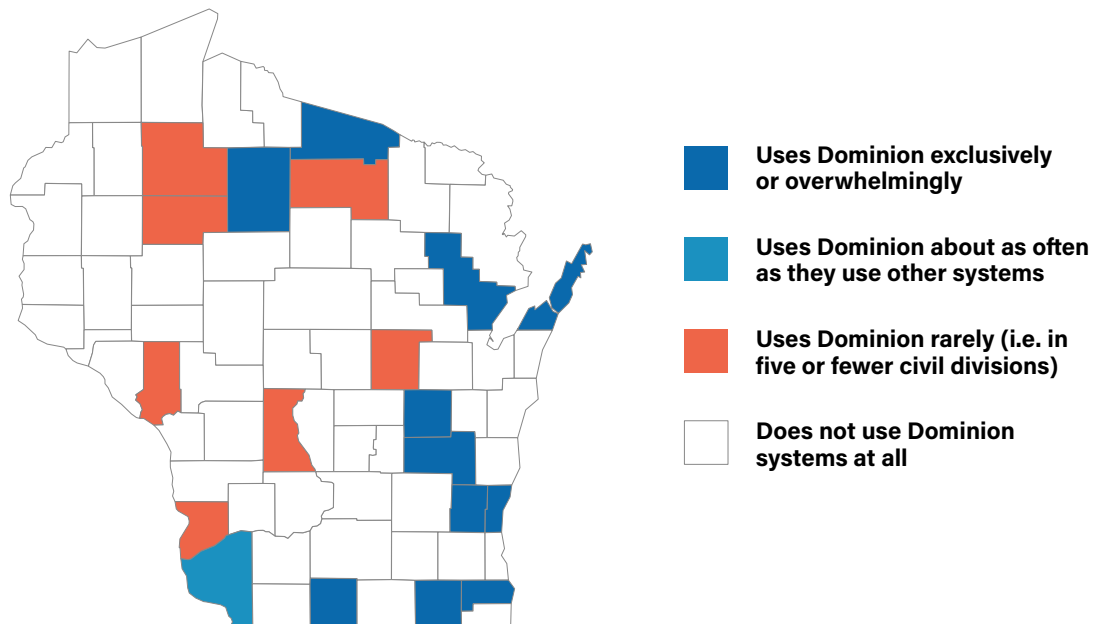 Uses Dominion exclusively
or overwhelmingly
Uses Dominion about as often
as they use other systems
Uses Dominion rarely (i.e. in
five or fewer civil divisions)
Does not use Dominion
systems at all